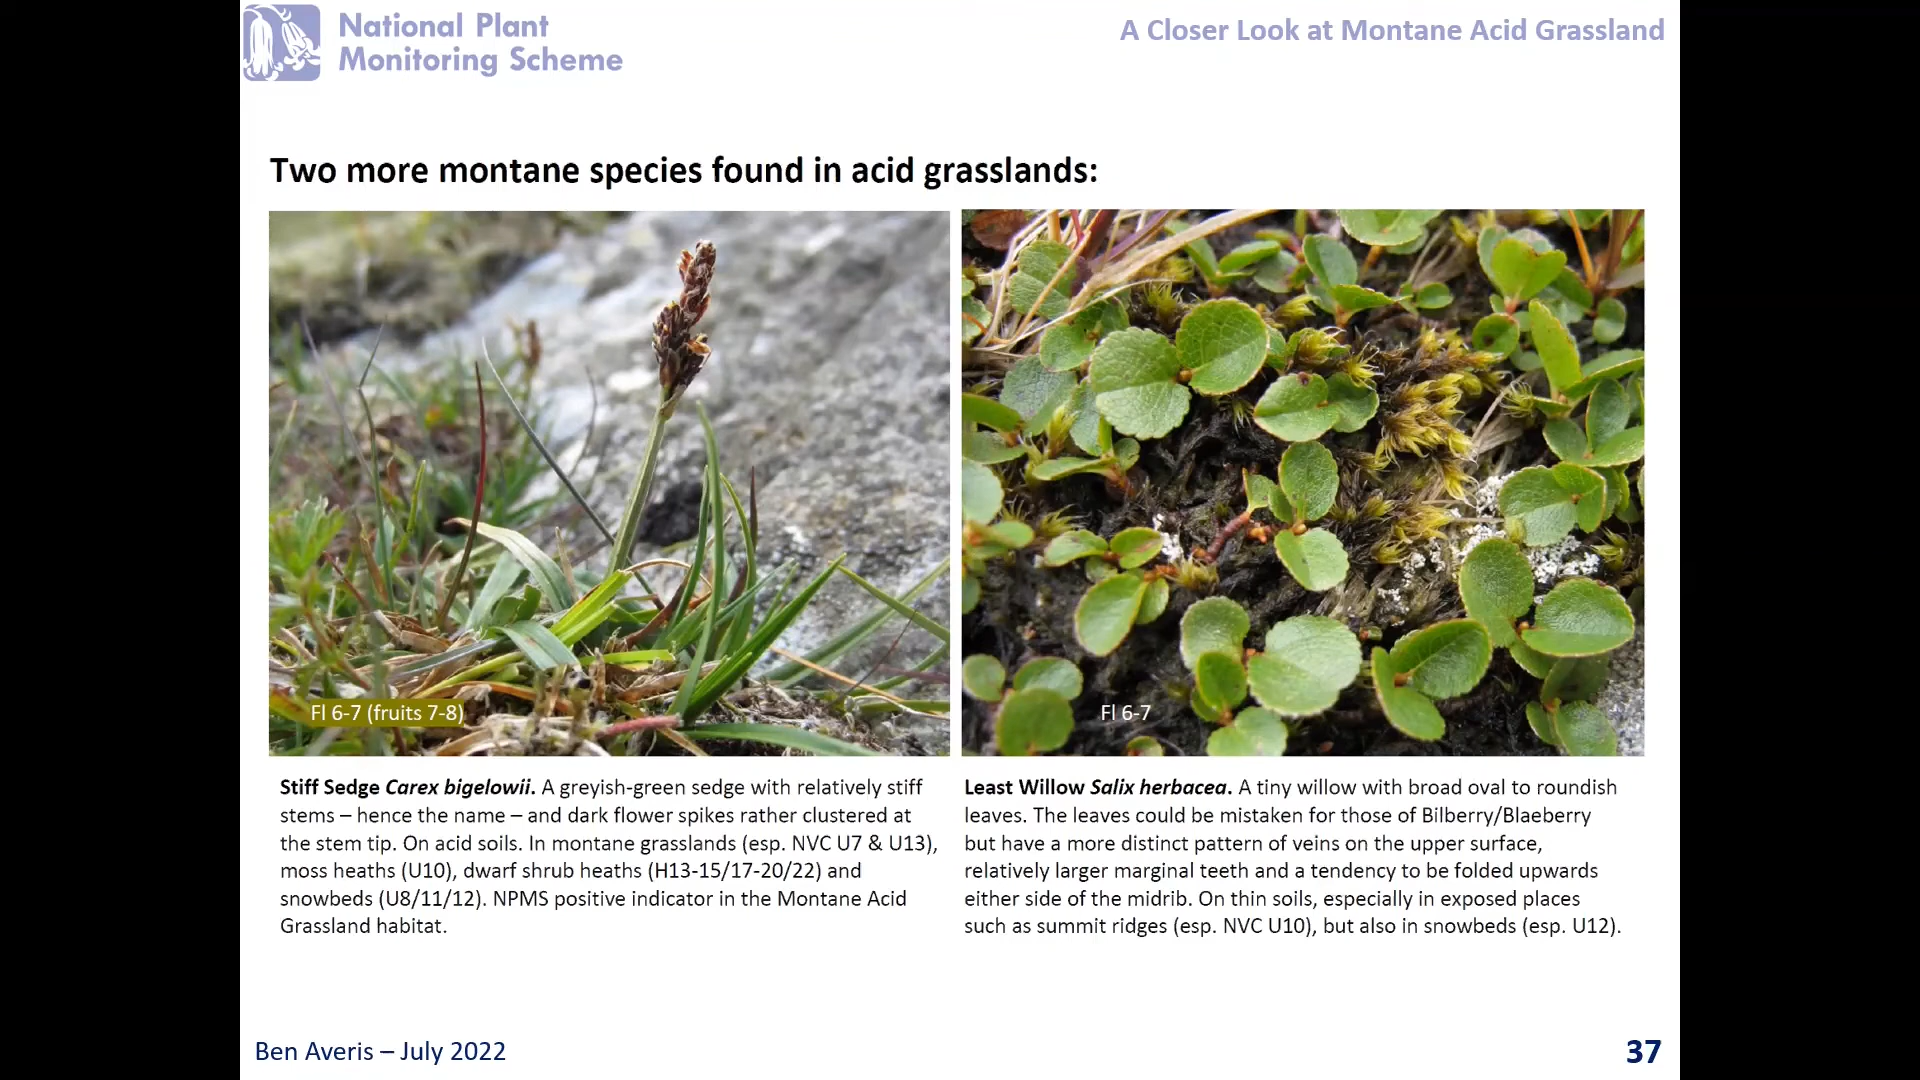 National Plant
Monitoring Scheme
A Closer Look at Montane Acid Grassland
Two more montane species found in acid grasslands:
Fl 6-7 (fruits 7-8)
Fl 6-7
Stiff Sedge Carex bigelowii. A greyish-green sedge with relatively stiff
stems – hence the name – and dark flower spikes rather clustered at
the stem tip. On acid soils. In montane grasslands (esp. NVC U7 & U13),
moss heaths (U10), dwarf shrub heaths (H13-15/17-20/22) and
snowbeds (U8/11/12). NPMS positive indicator in the Montane Acid
Grassland habitat.
Least Willow Salix herbacea. A tiny willow with broad oval to roundish
leaves. The leaves could be mistaken for those of Bilberry/Blaeberry
but have a more distinct pattern of veins on the upper surface,
relatively larger marginal teeth and a tendency to be folded upwards
either side of the midrib. On thin soils, especially in exposed places
such as summit ridges (esp. NVC U10), but also in snowbeds (esp. U12).
Ben Averis – July 2022
37